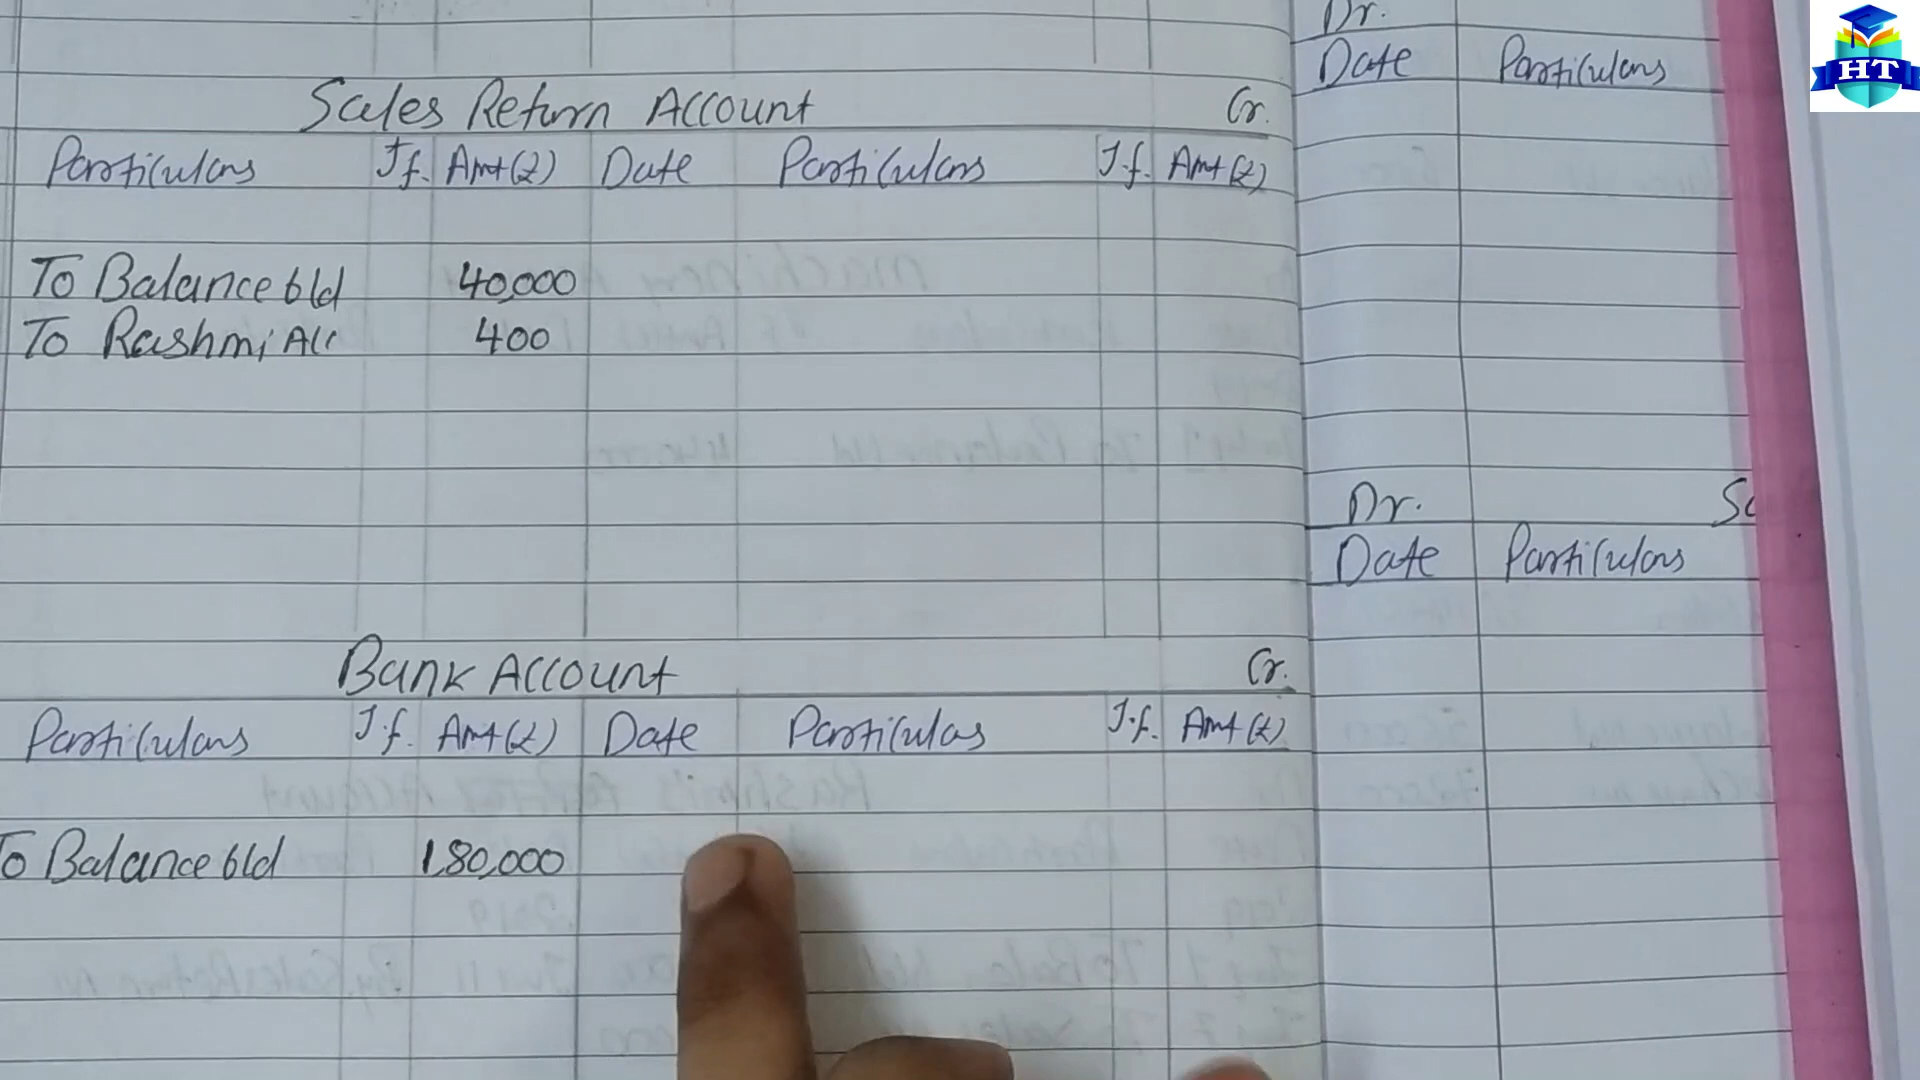 Dr.
Date Particulars
HT
Sales Return Account Cr.
Particulars J.f. Amt(₹) Date Particulars J.f. Amt(₹)
To Balance b/d 40,000
To Rashmi A/c 400
Dr.
Date Particulars
Bank Account Cr.
Particulars J.f. Amt(₹) Date Particulas J.f. Amt(₹)
To Balance b/d 1,80,000